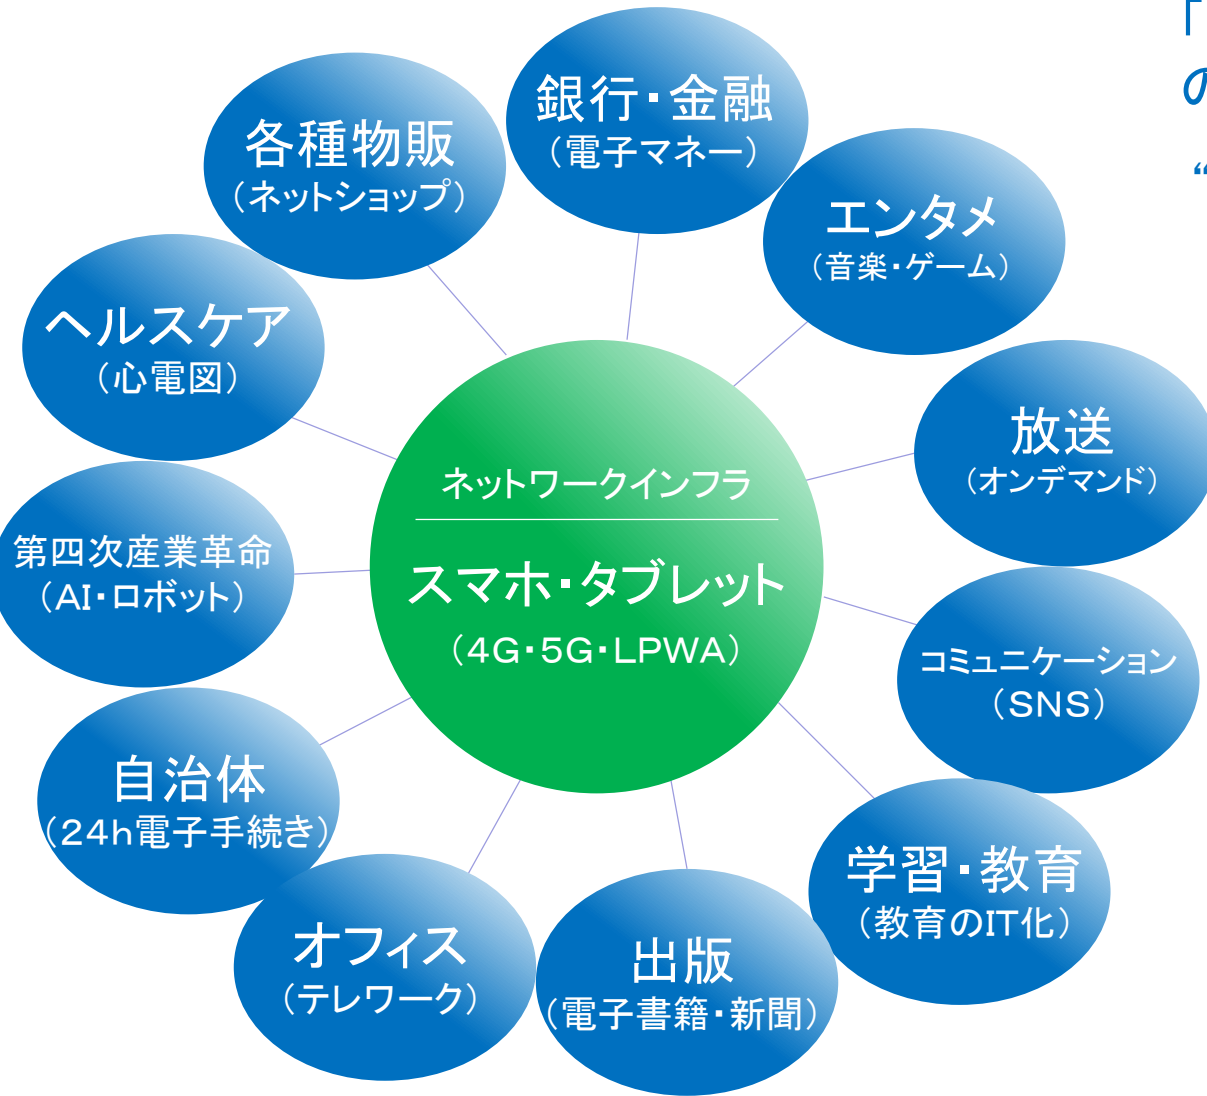 「
の
“
銀行・金融
（電子マネー）
各種物販
（ネットショップ）
エンタメ
（音楽・ゲーム）
ヘルスケア
（心電図）
放送
（オンデマンド）
ネットワークインフラ
スマホ・タブレット
（４Ｇ・５Ｇ・ＬＰＷＡ）
第四次産業革命
（ＡＩ・ロボット）
コミュニケーション
（ＳＮＳ）
自治体
（２４ｈ電子手続き）
学習・教育
（教育のＩＴ化）
オフィス
（テレワーク）
出版
（電子書籍・新聞）